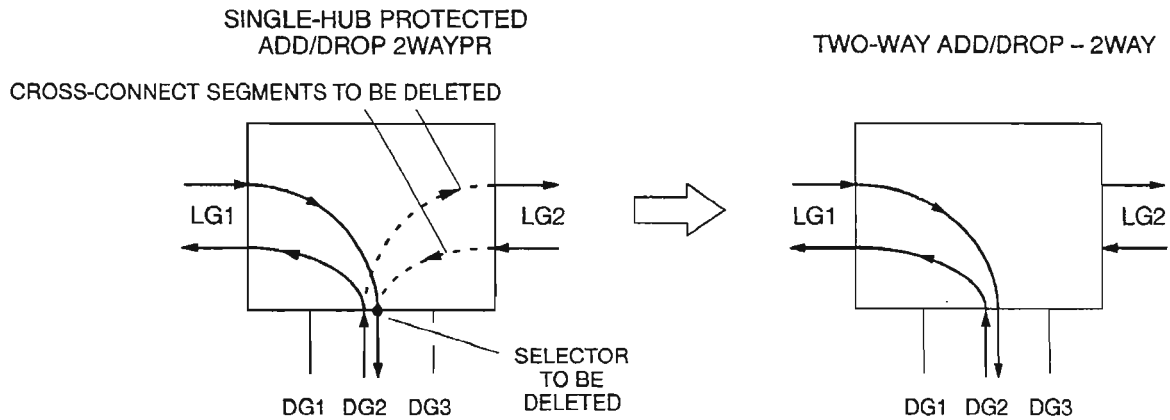 SINGLE-HUB PROTECTED
ADD/DROP 2WAYPR
TWO-WAY ADD/DROP – 2WAY
CROSS-CONNECT SEGMENTS TO BE DELETED
LG1
LG2
LG1
LG2
SELECTOR
TO BE
DELETED
DG1 DG2 DG3
DG1 DG2 DG3